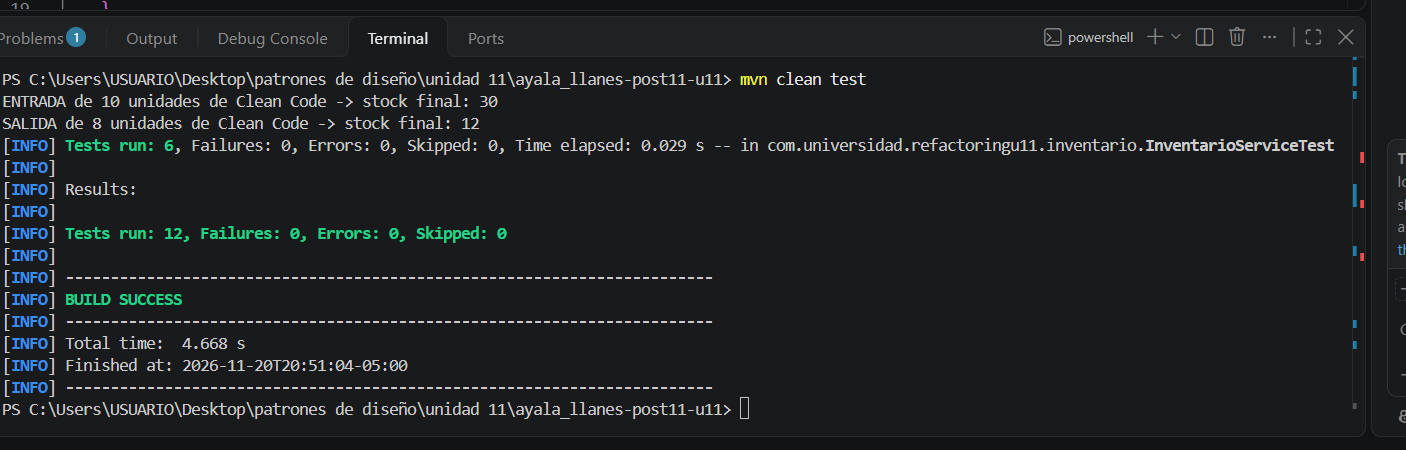 19 }
Problems 1 Output Debug Console Terminal Ports powershell
PS C:\Users\USUARIO\Desktop\patrones de diseño\unidad 11\ayala_llanes-post11-u11> mvn clean test
ENTRADA de 10 unidades de Clean Code -> stock final: 30
SALIDA de 8 unidades de Clean Code -> stock final: 12
[INFO] Tests run: 6, Failures: 0, Errors: 0, Skipped: 0, Time elapsed: 0.029 s -- in com.universidad.refactoringu11.inventario.InventarioServiceTest
[INFO]
[INFO] Results:
[INFO]
[INFO] Tests run: 12, Failures: 0, Errors: 0, Skipped: 0
[INFO]
[INFO] ------------------------------------------------------------------------
[INFO] BUILD SUCCESS
[INFO] ------------------------------------------------------------------------
[INFO] Total time:  4.668 s
[INFO] Finished at: 2026-11-20T20:51:04-05:00
[INFO] ------------------------------------------------------------------------
PS C:\Users\USUARIO\Desktop\patrones de diseño\unidad 11\ayala_llanes-post11-u11>